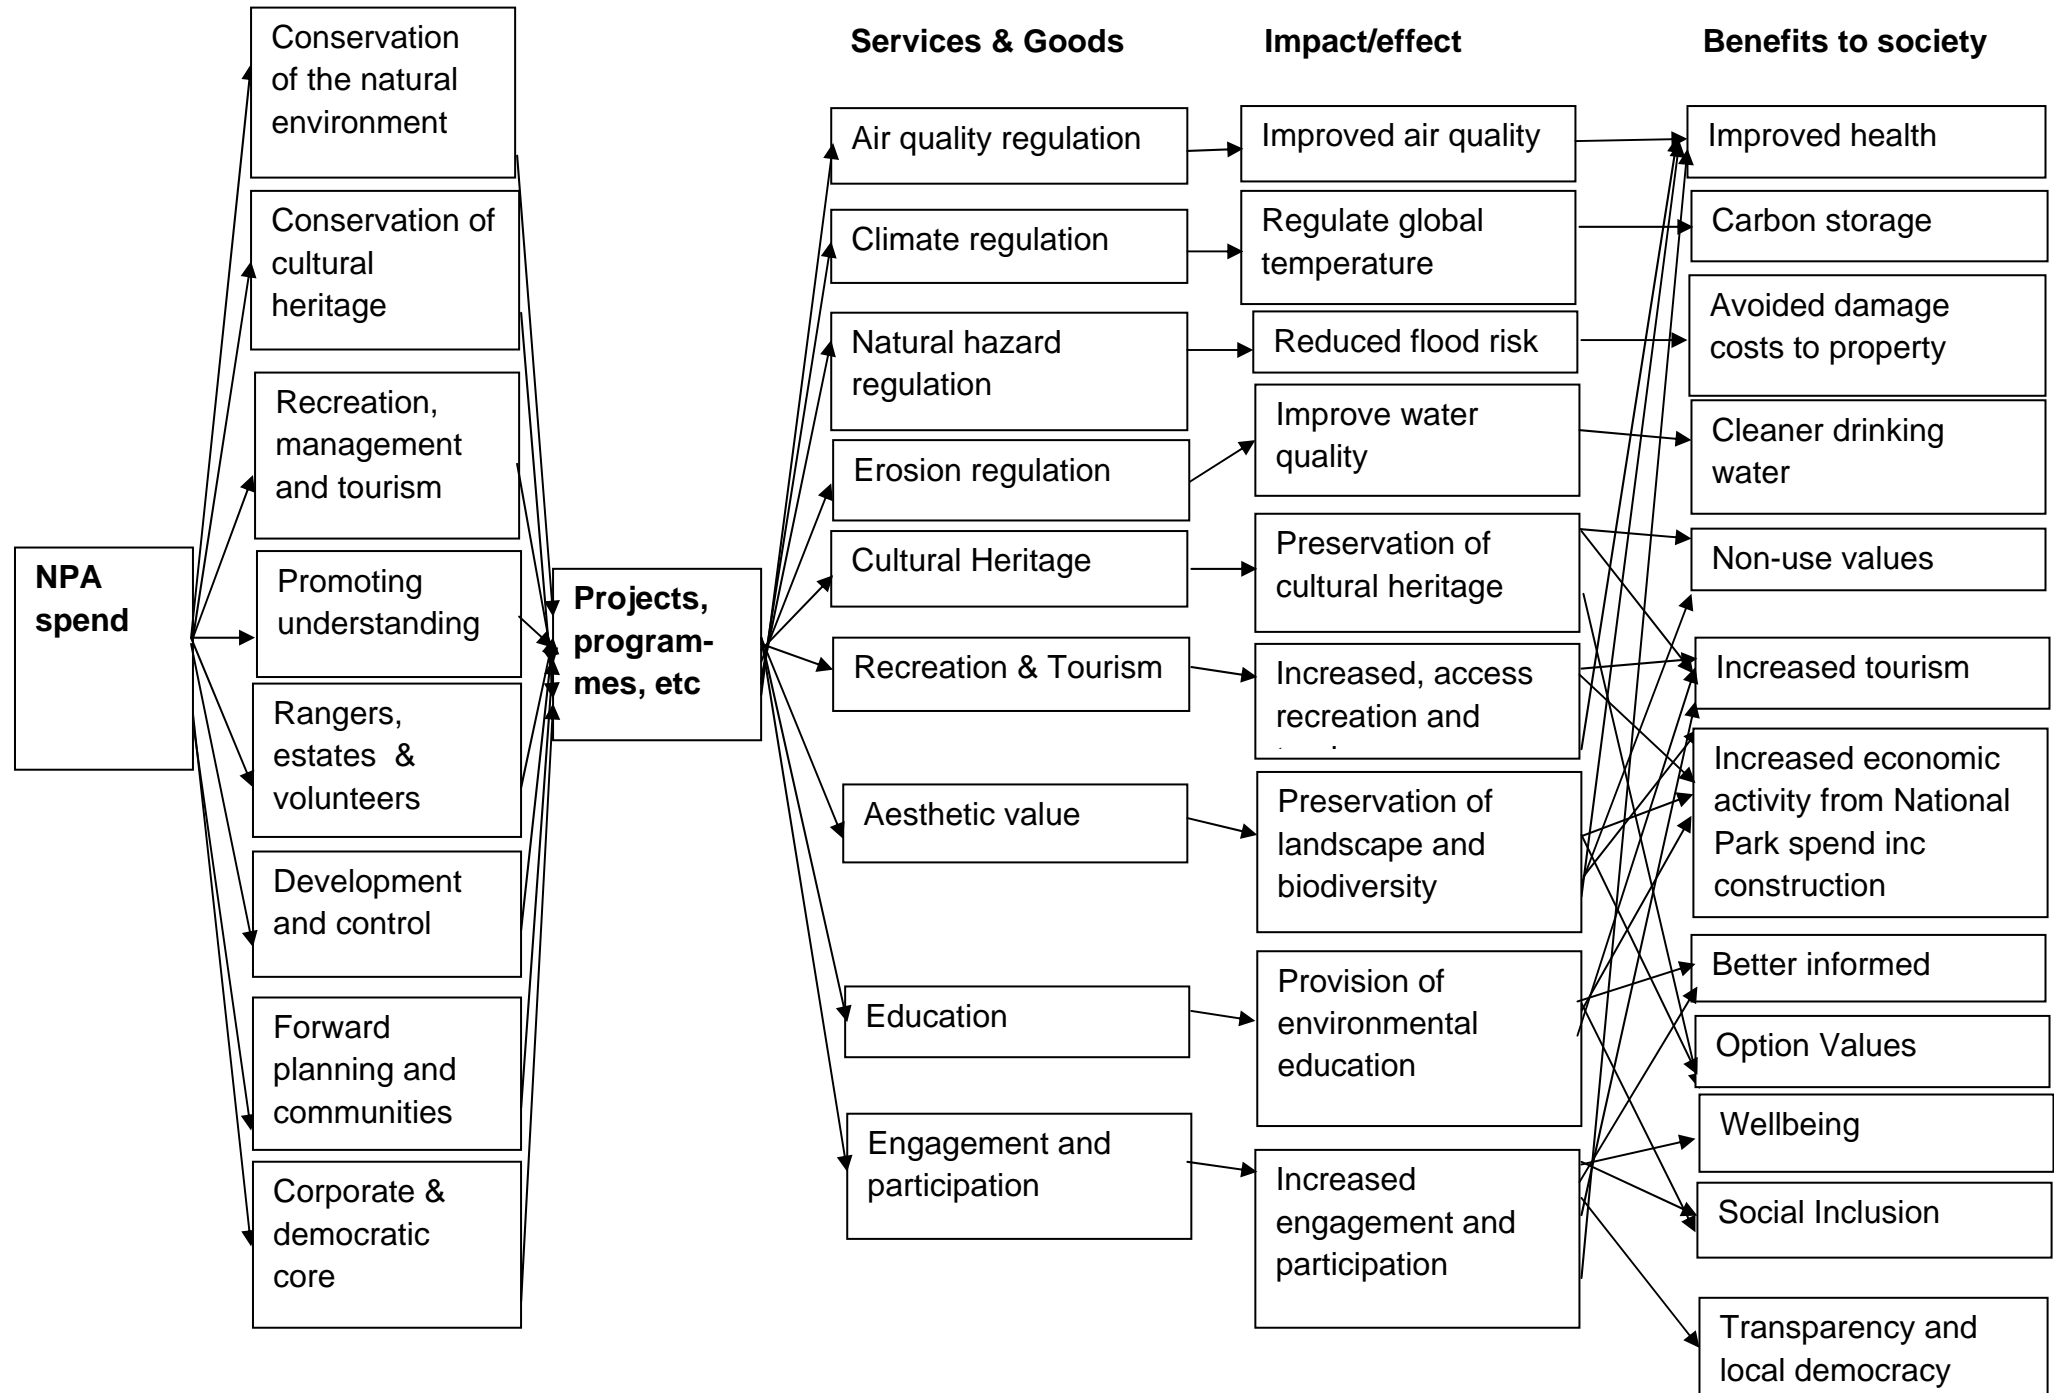 NPA
spend
Conservation
of the natural
environment
Conservation of
cultural
heritage
Recreation,
management
and tourism
Promoting
understanding
Rangers,
estates &
volunteers
Development
and control
Forward
planning and
communities
Corporate &
democratic
core
Projects,
program-
mes, etc
Services & Goods
Air quality regulation
Climate regulation
Natural hazard
regulation
Erosion regulation
Cultural Heritage
Recreation & Tourism
Aesthetic value
Education
Engagement and
participation
Impact/effect
Improved air quality
Regulate global
temperature
Reduced flood risk
Improve water
quality
Preservation of
cultural heritage
Increased, access
recreation and
Preservation of
landscape and
biodiversity
Provision of
environmental
education
Increased
engagement and
participation
Benefits to society
Improved health
Carbon storage
Avoided damage
costs to property
Cleaner drinking
water
Non-use values
Increased tourism
Increased economic
activity from National
Park spend inc
construction
Better informed
Option Values
Wellbeing
Social Inclusion
Transparency and
local democracy